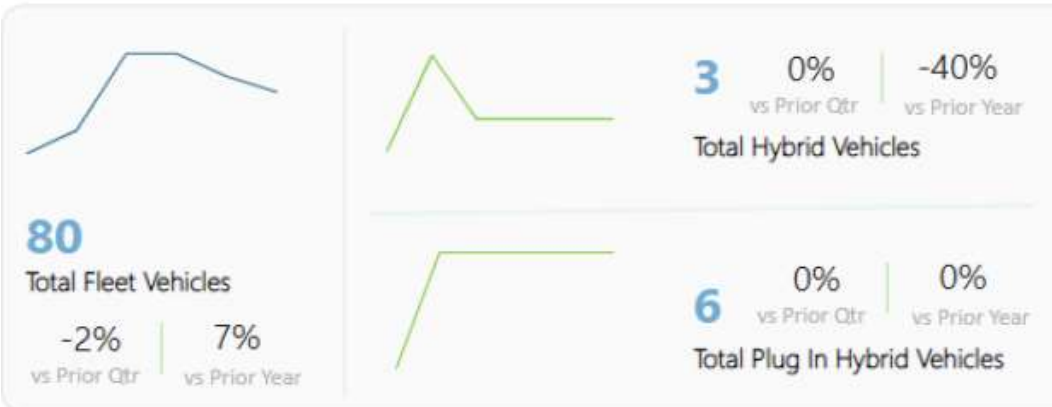 80
Total Fleet Vehicles
-2% 7%
vs Prior Qtr vs Prior Year
3 0% -40%
vs Prior Qtr vs Prior Year
Total Hybrid Vehicles
6 0% 0%
vs Prior Qtr vs Prior Year
Total Plug In Hybrid Vehicles